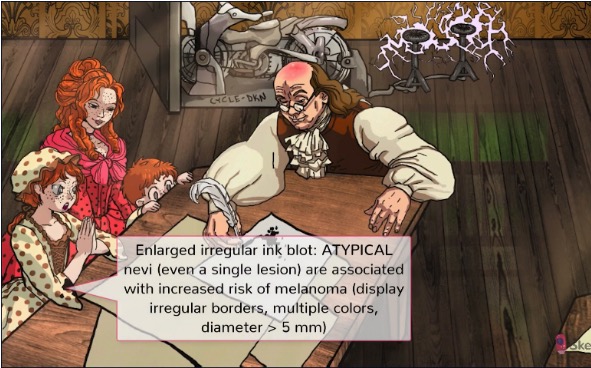 CYCLE-DKN
Enlarged irregular ink blot: ATYPICAL
nevi (even a single lesion) are associated
with increased risk of melanoma (display
irregular borders, multiple colors,
diameter > 5 mm)
Ske